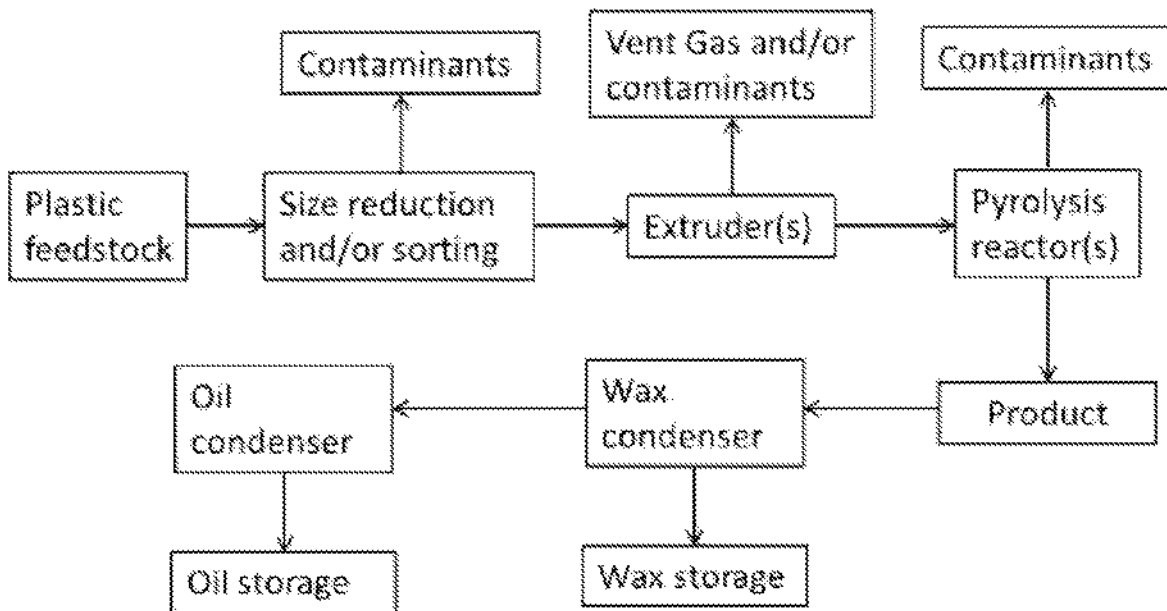 Contaminants
Vent Gas and/or
contaminants
Contaminants
Plastic
feedstock
Size reduction
and/or sorting
Extruder(s)
Pyrolysis
reactor(s)
Oil
condenser
Wax
condenser
Product
Oil storage
Wax storage